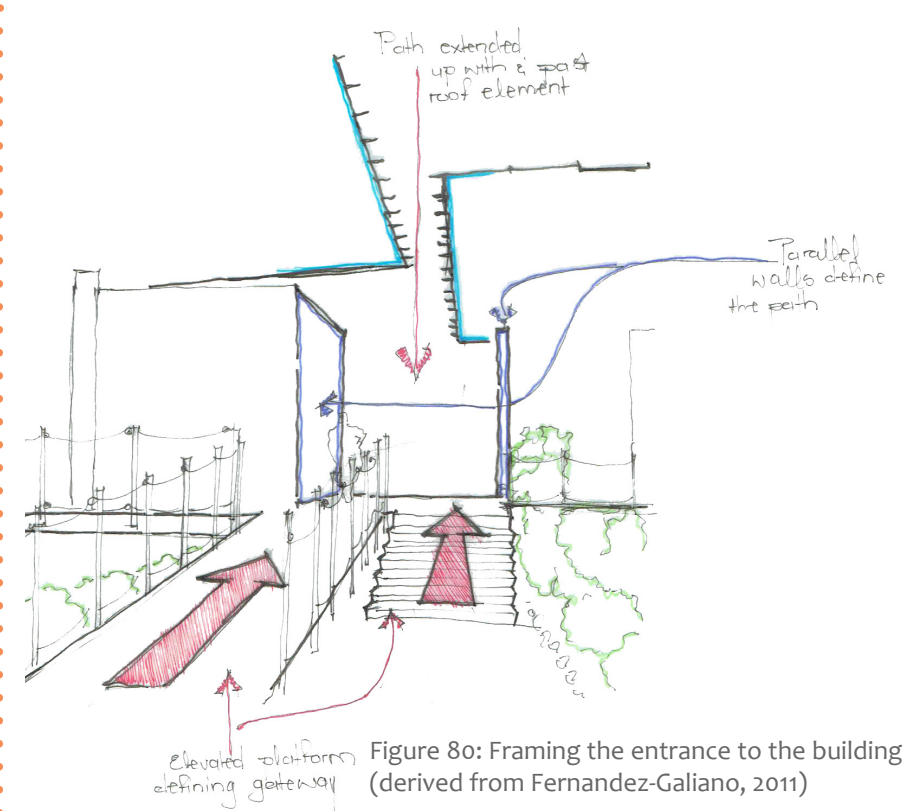 Path extended
up with & past
roof element
Parallel
walls define
the path
Elevated platform
defining gateway
Figure 80: Framing the entrance to the building
(derived from Fernandez-Galiano, 2011)